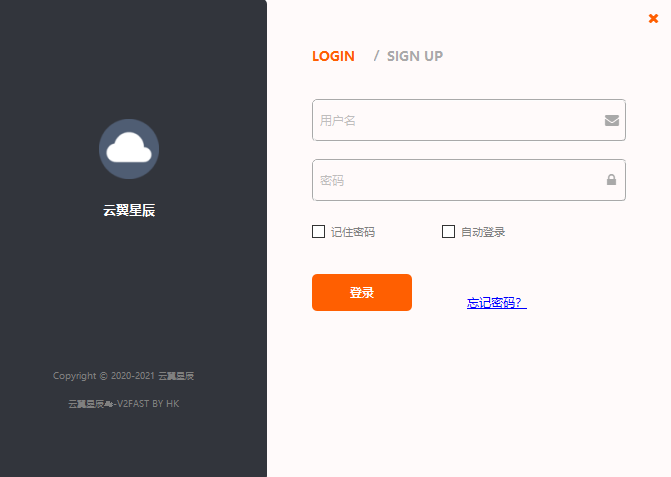 云翼星辰
Copyright © 2020-2021 云翼星辰
云翼星辰-V2FAST BY HK
LOGIN / SIGN UP
用户名
密码
记住密码 自动登录
登录
忘记密码？